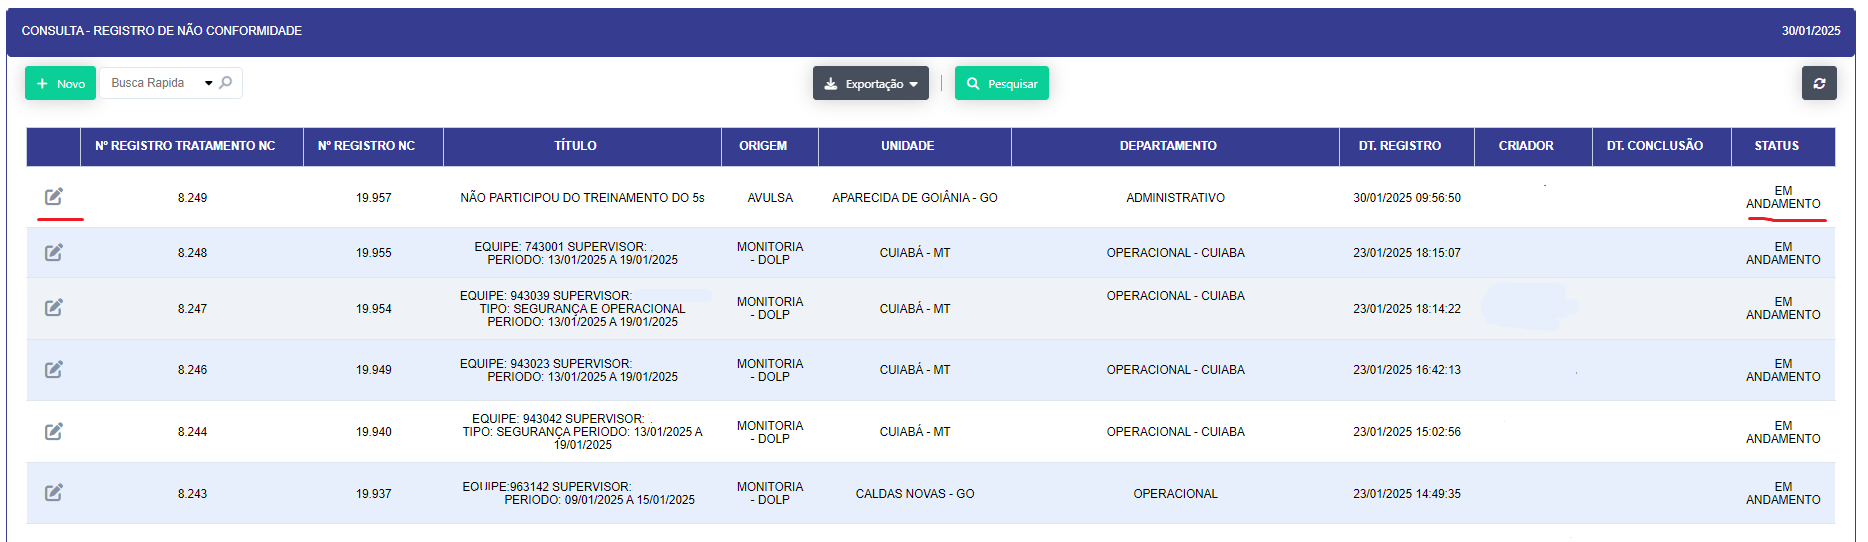 CONSULTA - REGISTRO DE NÃO CONFORMIDADE 30/01/2025
+ Novo Busca Rapida Exportação Pesquisar
Nº REGISTRO TRATAMENTO NC Nº REGISTRO NC TÍTULO ORIGEM UNIDADE DEPARTAMENTO DT. REGISTRO CRIADOR DT. CONCLUSÃO STATUS
8.249 19.957 NÃO PARTICIPOU DO TREINAMENTO DO 5s AVULSA APARECIDA DE GOIÂNIA - GO ADMINISTRATIVO 30/01/2025 09:56:50 EM
ANDAMENTO
8.248 19.955 EQUIPE: 743001 SUPERVISOR: MONITORIA CUIABÁ - MT OPERACIONAL - CUIABA 23/01/2025 18:15:07 EM
PERIODO: 13/01/2025 A 19/01/2025 - DOLP ANDAMENTO
8.247 19.954 EQUIPE: 943039 SUPERVISOR: MONITORIA CUIABÁ - MT OPERACIONAL - CUIABA 23/01/2025 18:14:22 EM
TIPO: SEGURANÇA E OPERACIONAL - DOLP ANDAMENTO
PERIODO: 13/01/2025 A 19/01/2025
8.246 19.949 EQUIPE: 943023 SUPERVISOR: MONITORIA CUIABÁ - MT OPERACIONAL - CUIABA 23/01/2025 16:42:13 EM
PERIODO: 13/01/2025 A 19/01/2025 - DOLP ANDAMENTO
8.244 19.940 EQUIPE: 943042 SUPERVISOR: MONITORIA CUIABÁ - MT OPERACIONAL - CUIABA 23/01/2025 15:02:56 EM
TIPO: SEGURANÇA PERIODO: 13/01/2025 A - DOLP ANDAMENTO
19/01/2025
8.243 19.937 EQUIPE:963142 SUPERVISOR: MONITORIA CALDAS NOVAS - GO OPERACIONAL 23/01/2025 14:49:35 EM
PERIODO: 09/01/2025 A 15/01/2025 - DOLP ANDAMENTO